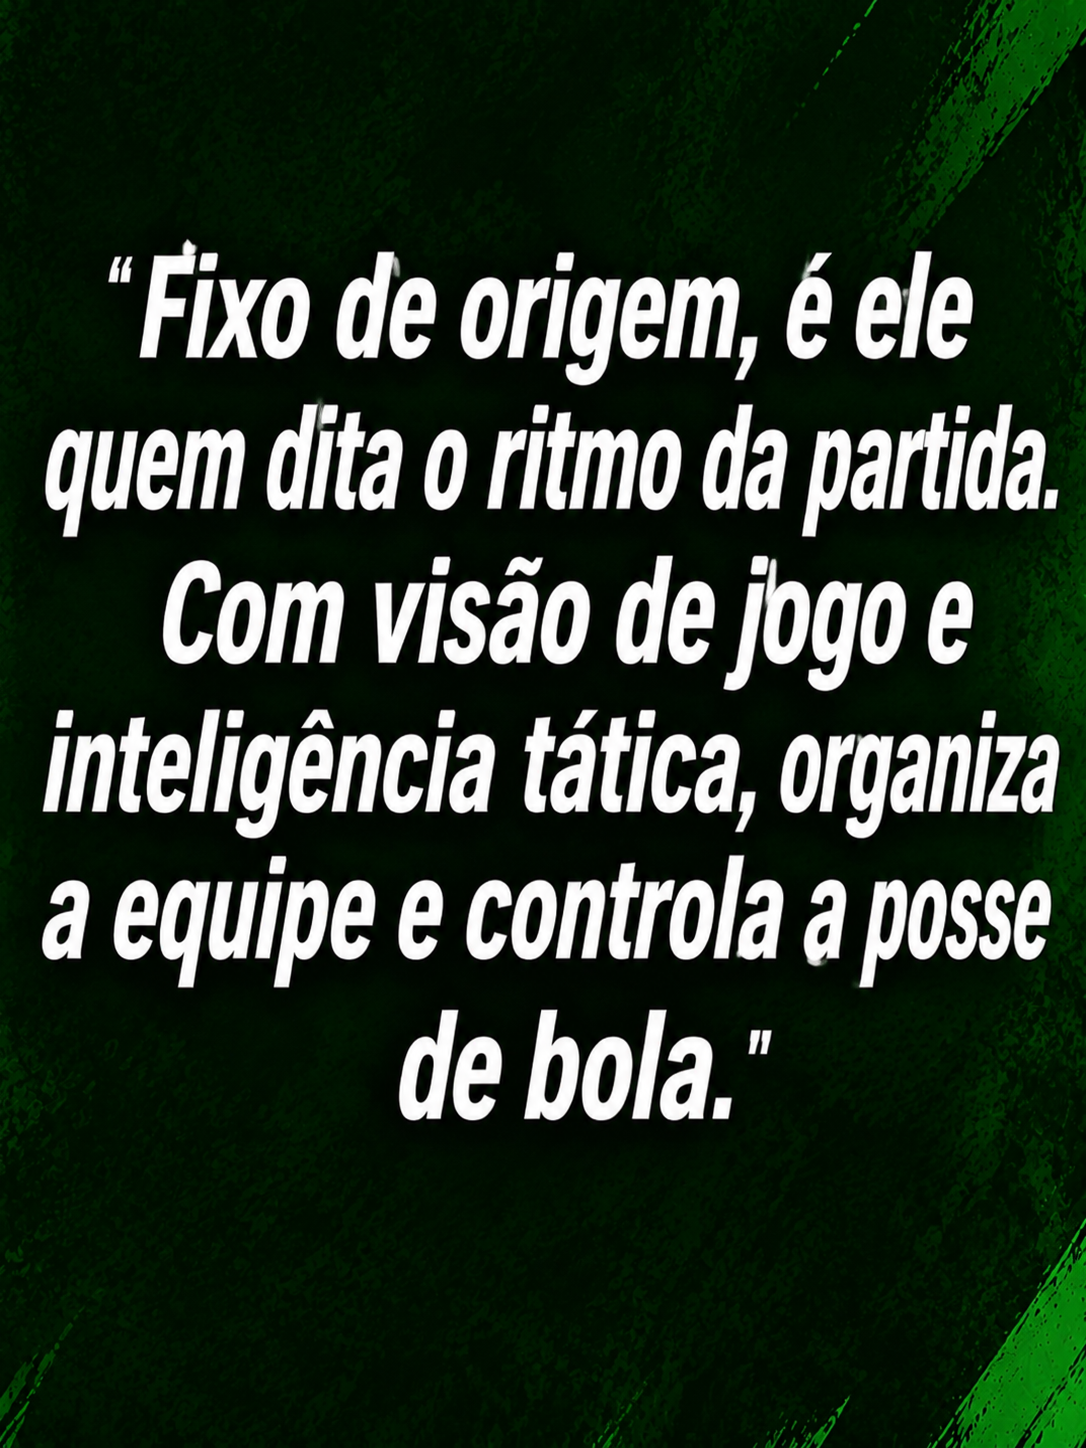 “Fixo de origem, é ele
quem dita o ritmo da partida.
Com visão de jogo e
inteligência tática, organiza
a equipe e controla a posse
de bola."